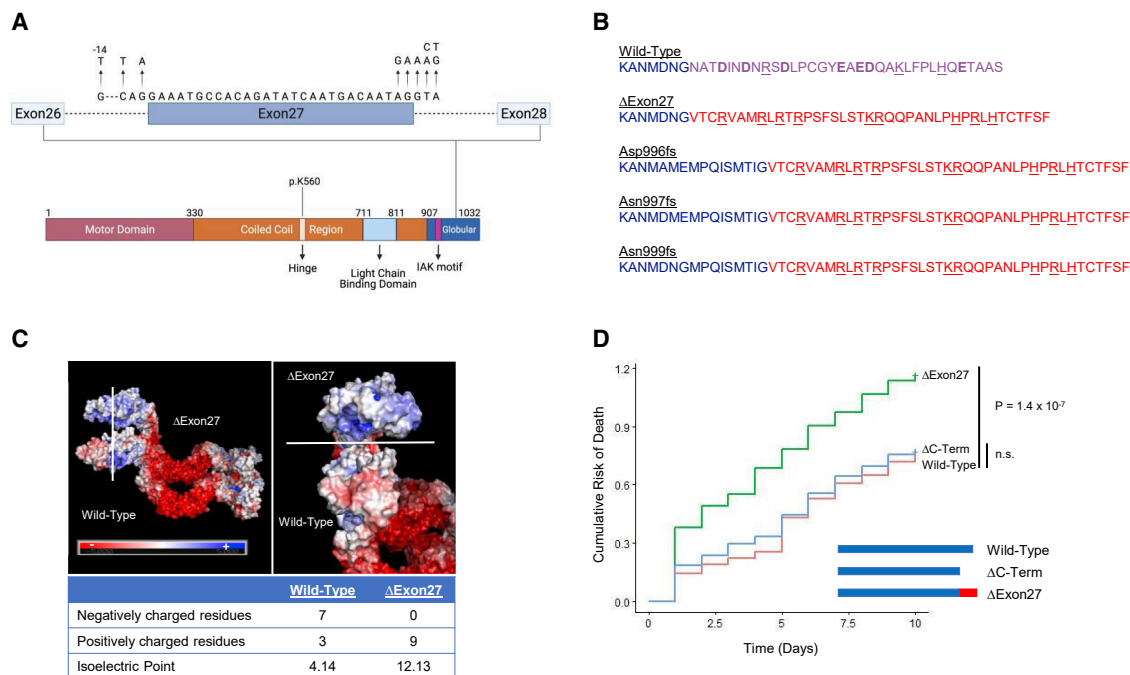 A
-14
C T
T T A G A A A G
G---CAGGAAATGCCACAGATATCAATGACAATAGGTA
Exon26
Exon27
Exon28
p.K560
1
330
711
811
907
1032
Motor Domain
Coiled Coil
Region
Globular
Hinge
Light Chain
Binding Domain
IAK motif
B
Wild-Type
KANMDNGNATDINDNRSDLPCGYEAEDQAKLFPLHQETAAS
ΔExon27
KANMDNGVTCRVAMRLRTRPSFSLSTKRQQPANLPHPRLHTCTFSF
Asp996fs
KANMAMEMPQISMTIGVTCRVAMRLRTRPSFSLSTKRQQPANLPHPRLHTCTFSF
Asn997fs
KANMDMEMPQISMTIGVTCRVAMRLRTRPSFSLSTKRQQPANLPHPRLHTCTFSF
Asn999fs
KANMDNGMPQISMTIGVTCRVAMRLRTRPSFSLSTKRQQPANLPHPRLHTCTFSF
C
ΔExon27
Wild-Type
- +
ΔExon27
Wild-Type
Wild-Type ΔExon27
Negatively charged residues 7 0
Positively charged residues 3 9
Isoelectric Point 4.14 12.13
D
Cumulative Risk of Death
1.2
0.9
0.6
0.3
0.0
0 2.5 5 7.5 10
Time (Days)
ΔExon27
P = 1.4 x 10-7
ΔC-Term
Wild-Type
n.s.
Wild-Type
ΔC-Term
ΔExon27